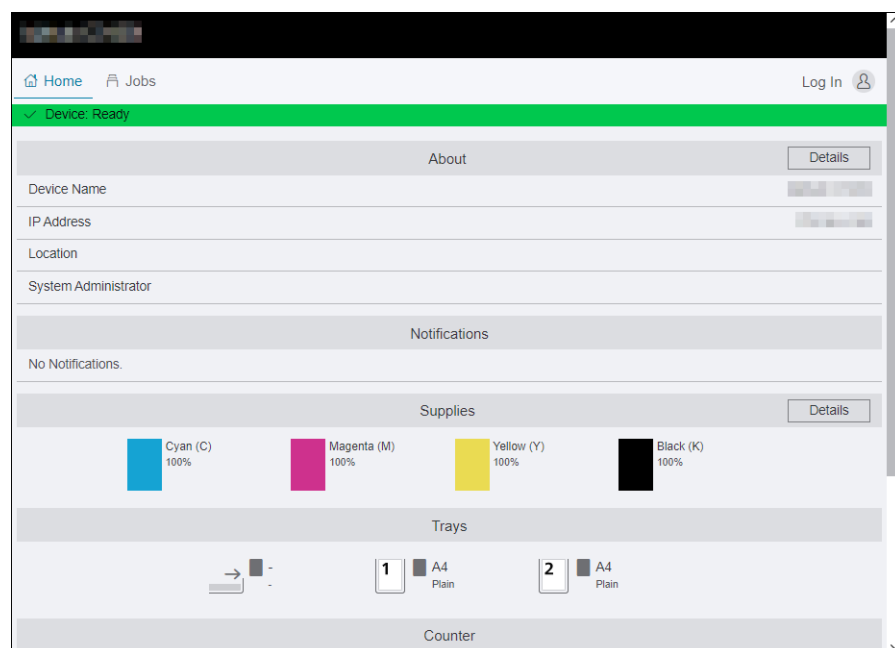 Home Jobs Log In
Device: Ready
About Details
Device Name
IP Address
Location
System Administrator
Notifications
No Notifications.
Supplies Details
Cyan (C) Magenta (M) Yellow (Y) Black (K)
100% 100% 100% 100%
Trays
- 1 A4 2 A4
- Plain Plain
Counter